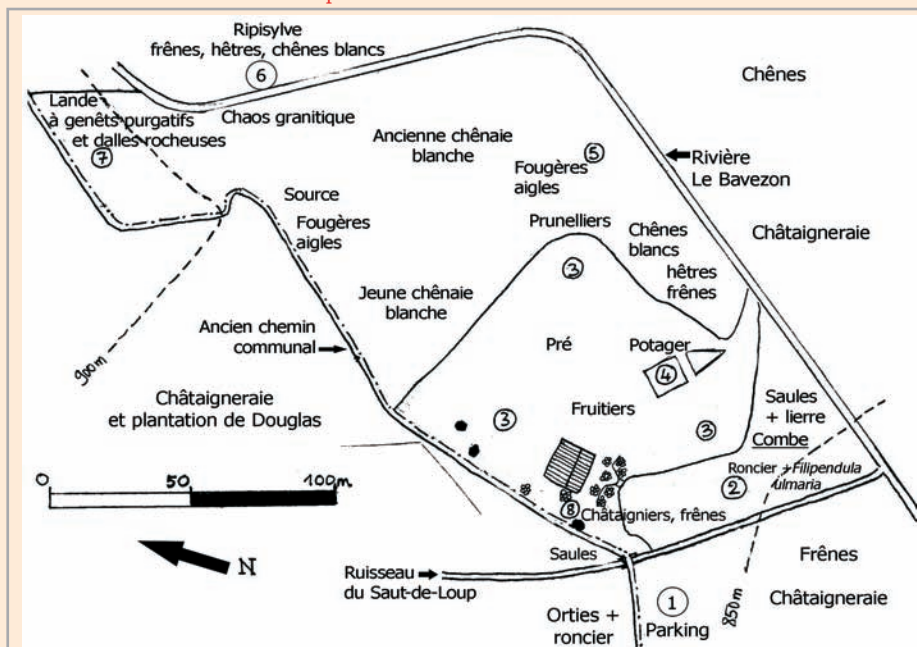 Ripisylve
frênes, hêtres, chênes blancs
6
Chênes
Lande
à genêts purgatifs
et dalles rocheuses
7
Chaos granitique
Ancienne chênaie
blanche
5
Fougères
aigles
Rivière
Le Bavezon
Source
Fougères
aigles
Prunelliers
Chênes
blancs
Châtaigneraie
3
hêtres
frênes
Jeune chênaie
blanche
Ancien chemin
communal
Pré
Potager
4
900m
Châtaigneraie
et plantation de Douglas
Fruitiers
3
3
Saules
+ lierre
Combe
0 50 100m
Roncier + Filipendula
ulmaria
2
8
Châtaigniers, frênes
N
Saules
Frênes
Ruisseau
du Saut-de-Loup
Châtaigneraie
850m
1
Parking
Orties +
roncier